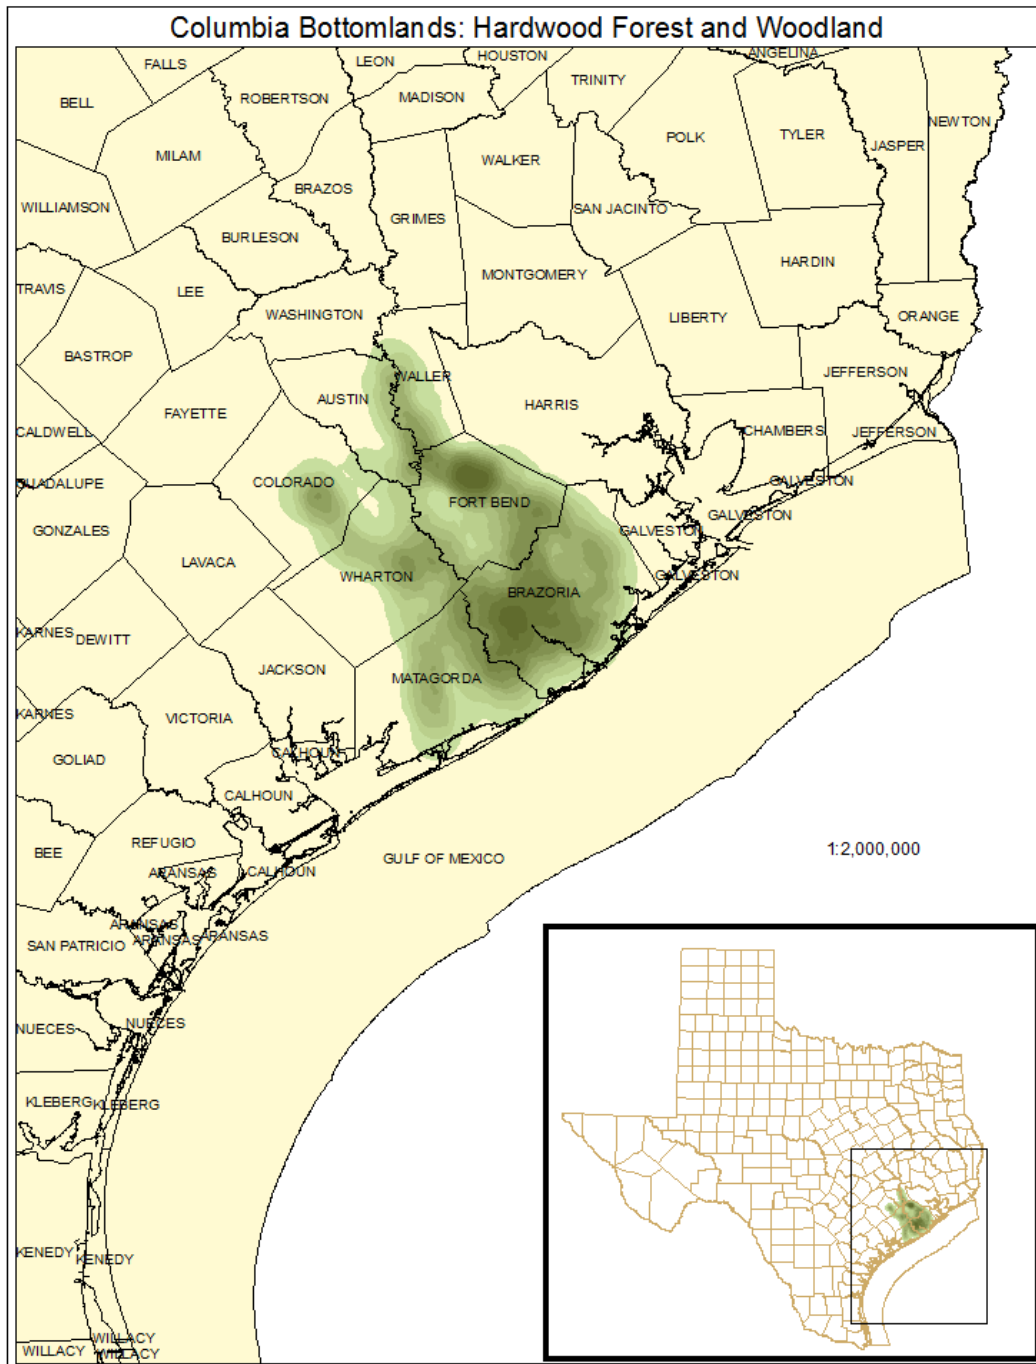 Columbia Bottomlands: Hardwood Forest and Woodland
FALLS
LEON
HOUSTON
ANGELINA
BELL
ROBERTSON
MADISON
TRINITY
MILAM
WALKER
POLK
TYLER
JASPER
NEWTON
WILLIAMSON
BRAZOS
GRIMES
SAN JACINTO
BURLESON
MONTGOMERY
HARDIN
TRAVIS
LEE
WASHINGTON
LIBERTY
ORANGE
BASTROP
WALLER
JEFFERSON
AUSTIN
HARRIS
FAYETTE
CALDWELL
CHAMBERS
JEFFERSON
GUADALUPE
COLORADO
FORT BEND
GALVESTON
GONZALES
GALVESTON
GALVESTON
LAVACA
WHARTON
GALVESTON
BRAZORIA
KARNES
DEWITT
JACKSON
MATAGORDA
KARNES
VICTORIA
GOLIAD
CALHOUN
CALHOUN
BEE
REFUGIO
GULF OF MEXICO
1:2,000,000
ARANSAS
CALHOUN
ARANSAS
SAN PATRICIO
ARANSAS
ARANSAS
NUECES
NUECES
KLEBERG
KLEBERG
KENEDY
KENEDY
WILLACY
WILLACY
WILLACY